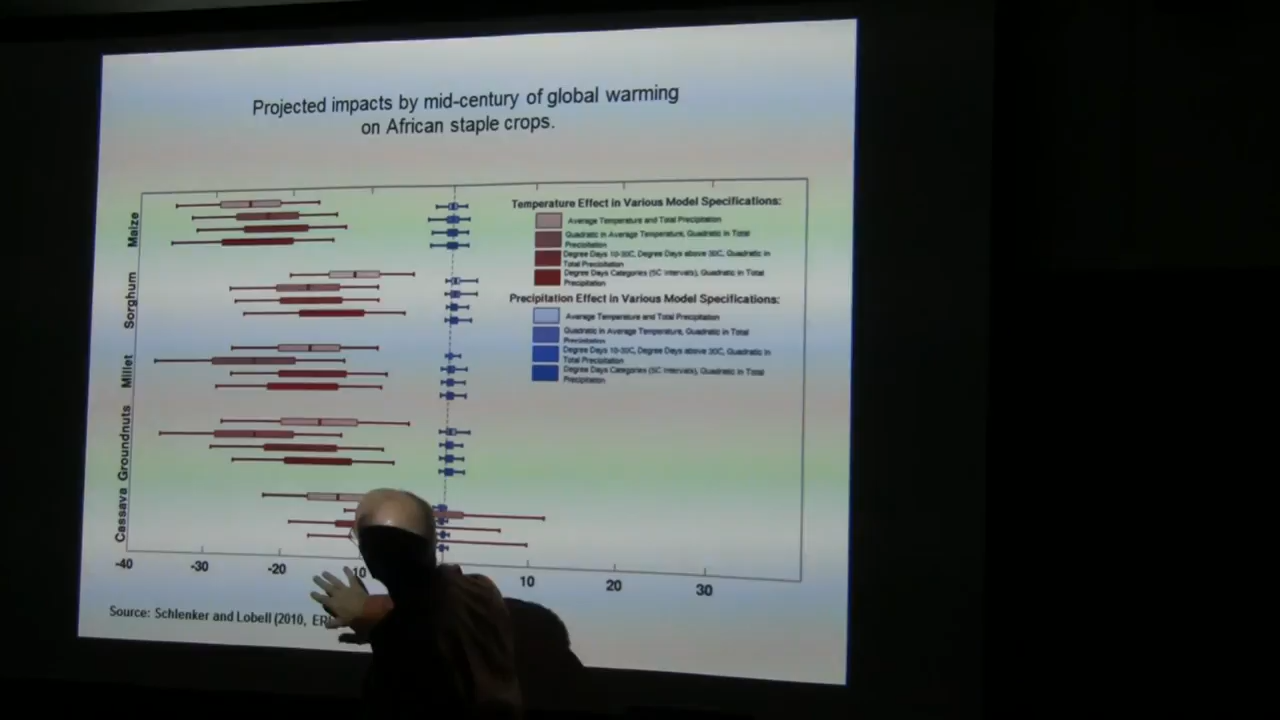 Projected impacts by mid-century of global warming
on African staple crops.
Maize
Sorghum
Millet
Groundnuts
Cassava
Temperature Effect in Various Model Specifications:
Average Temperature and Total Precipitation
Quadratic in Average Temperature, Quadratic in Total
Precipitation
Degree Days 10-30C, Degree Days above 30C, Quadratic in
Total Precipitation
Degree Days Categories (5C intervals), Quadratic in Total
Precipitation
Precipitation Effect in Various Model Specifications:
Average Temperature and Total Precipitation
Quadratic in Average Temperature, Quadratic in Total
Precipitation
Degree Days 10-30C, Degree Days above 30C, Quadratic in
Total Precipitation
Degree Days Categories (5C intervals), Quadratic in Total
Precipitation
-40 -30 -20 10 10 20 30
Source: Schlenker and Lobell (2010,